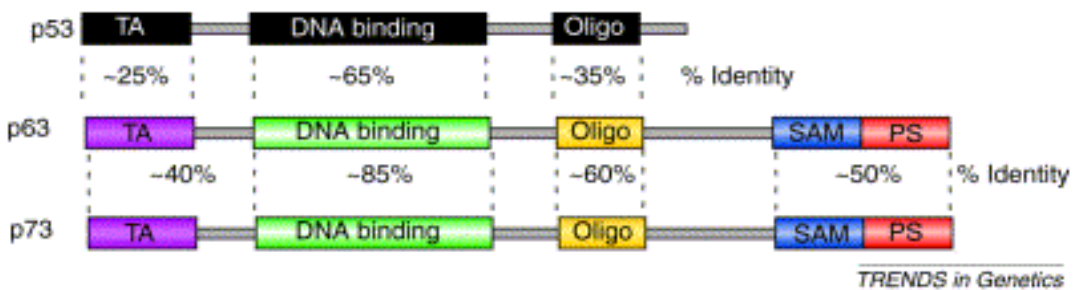 p53 TA DNA binding Oligo
~25% ~65% ~35% % Identity
p63 TA DNA binding Oligo SAM PS
~40% ~85% ~60% ~50% % Identity
p73 TA DNA binding Oligo SAM PS
TRENDS in Genetics